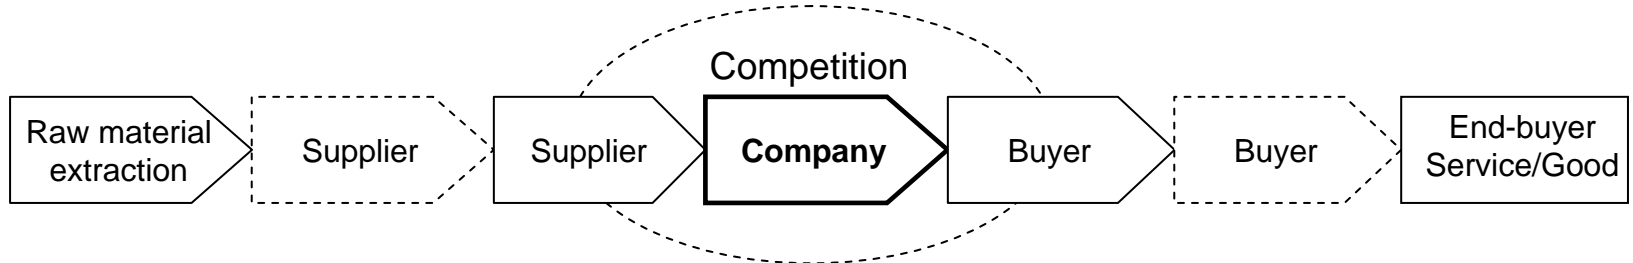 Competition
Raw material
extraction
Supplier
Supplier
Company
Buyer
Buyer
End-buyer
Service/Good